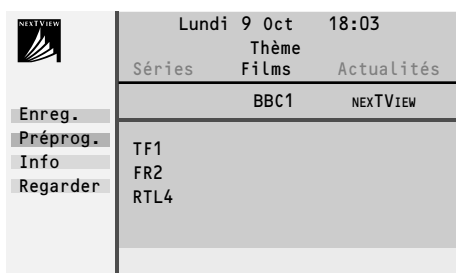 NEXTVIEW
Lundi 9 Oct 18:03
Thème
Séries Films Actualités
BBC1 NEXTVIEW
Enreg.
Préprog.
Info
Regarder
TF1
FR2
RTL4